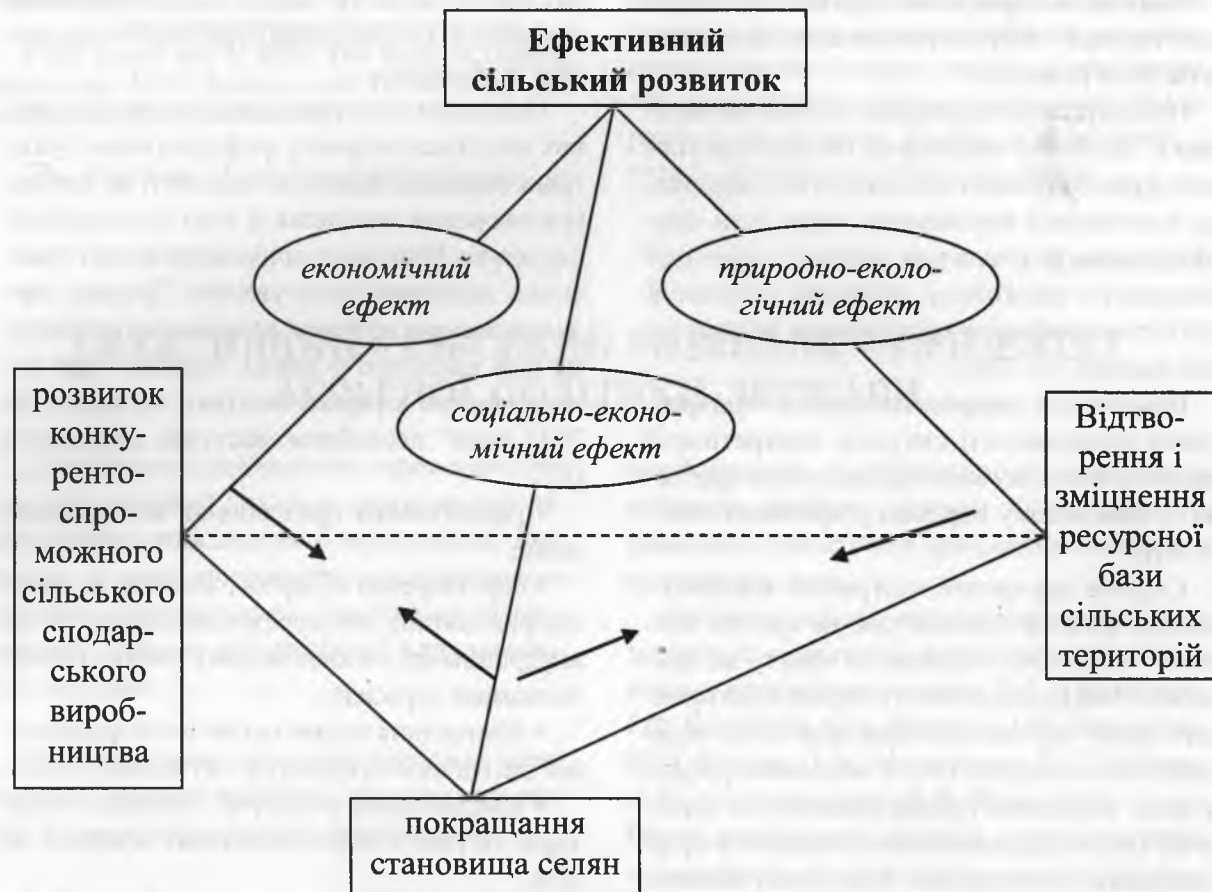 Ефективний
сільський розвиток
економічний
ефект
природно-еколо-
гічний ефект
соціально-еконо-
мічний ефект
розвиток
конку-
ренто-
спро-
можного
сільського
сподар-
ського
вироб-
ництва
Відтво-
рення і
зміцнення
ресурсної
бази
сільських
територій
покращання
становища селян